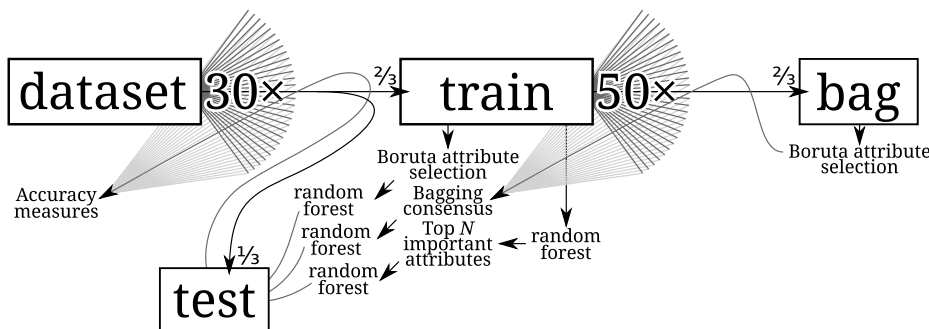 dataset
30×
⅔
train
50×
⅔
bag
Boruta attribute
selection
Boruta attribute
selection
Accuracy
measures
random
forest
Bagging
consensus
random
forest
Top N
important
attributes
random
forest
random
forest
⅓
test